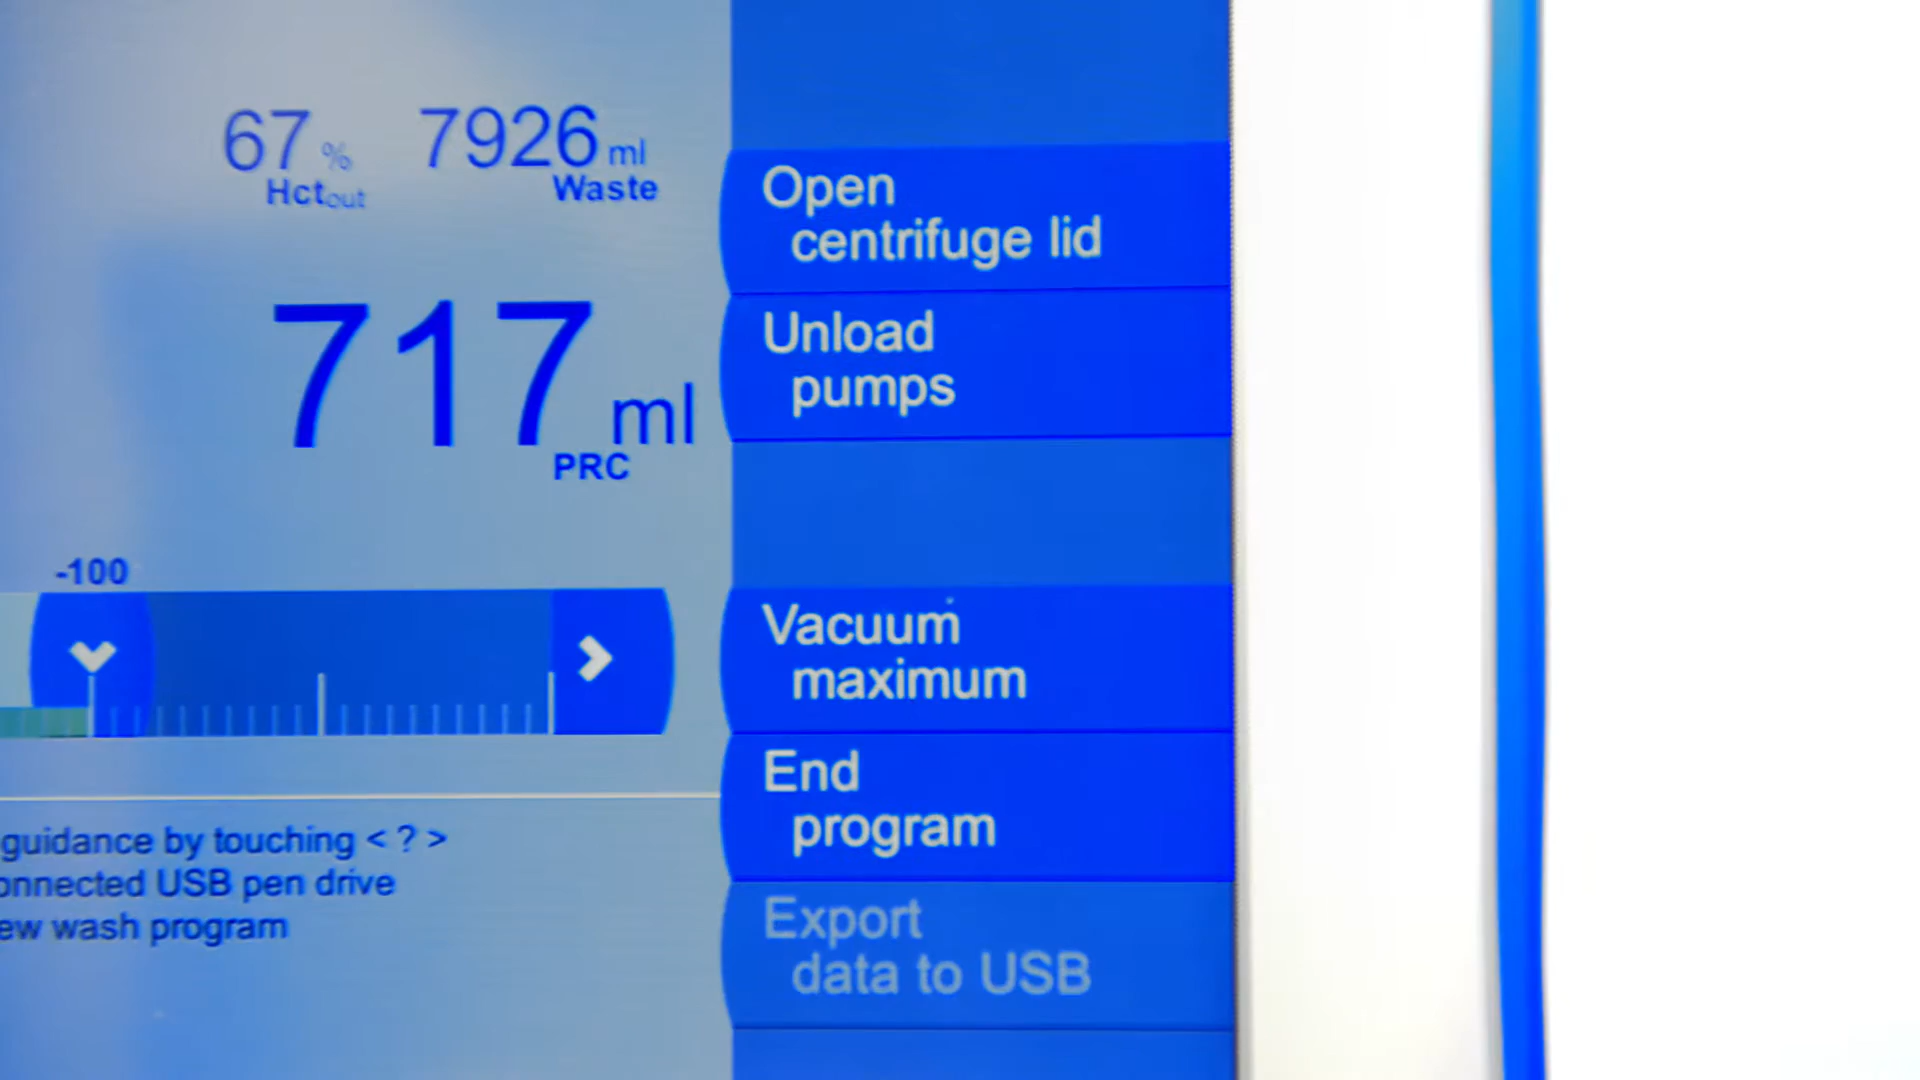 67 % 7926 ml
Hctout Waste
717 ml
PRC
-100
guidance by touching < ? >
onnected USB pen drive
ew wash program
Open
centrifuge lid
Unload
pumps
Vacuum
maximum
End
program
Export
data to USB